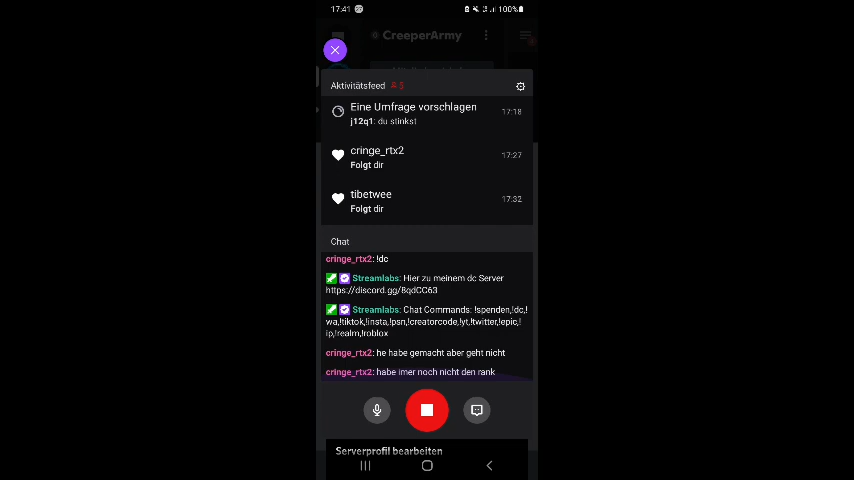 17:41
100%
CreeperArmy
Aktivitätsfeed 5
Eine Umfrage vorschlagen
j12q1: du stinkst
17:18
cringe_rtx2
Folgt dir
17:27
tibetwee
Folgt dir
17:32
Chat
cringe_rtx2: !dc
Streamlabs: Hier zu meinem dc Server
https://discord.gg/8qdCC63
Streamlabs: Chat Commands: !spenden,!dc,!
wa,!tiktok,!insta,!psn,!creatorcode,!yt,!twitter,!epic,!
ip,!realm,!roblox
cringe_rtx2: he habe gemacht aber geht nicht
cringe_rtx2: habe imer noch nicht den rank
Serverprofil bearbeiten